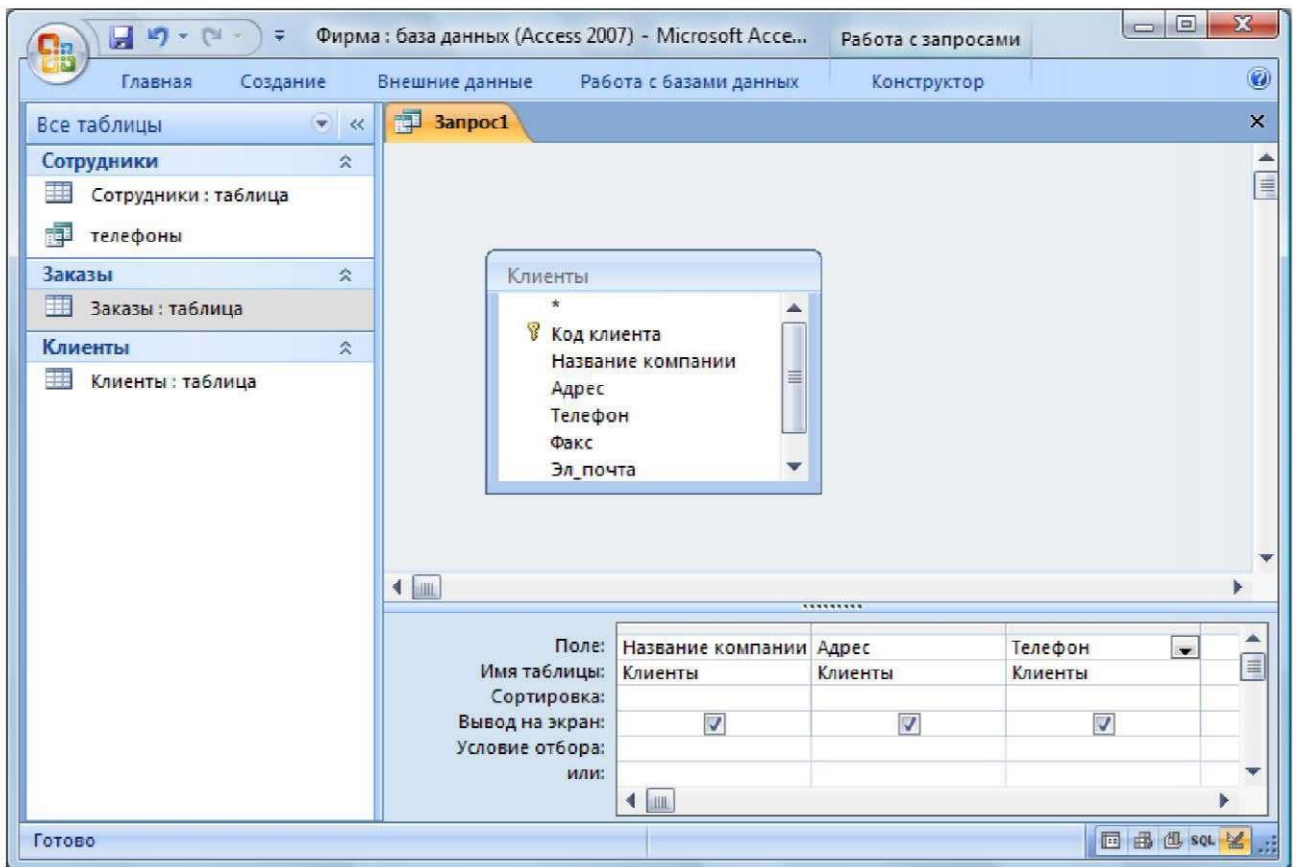 Фирма : база данных (Access 2007) - Microsoft Acce... Работа с запросами
Главная Создание Внешние данные Работа с базами данных Конструктор
Все таблицы
Сотрудники
Сотрудники : таблица
телефоны
Заказы
Заказы : таблица
Клиенты
Клиенты : таблица
Запрос1
Клиенты
*
Код клиента
Название компании
Адрес
Телефон
Факс
Эл_почта
Поле: Название компании Адрес Телефон
Имя таблицы: Клиенты Клиенты Клиенты
Сортировка:
Вывод на экран:
Условие отбора:
или:
Готово SQL